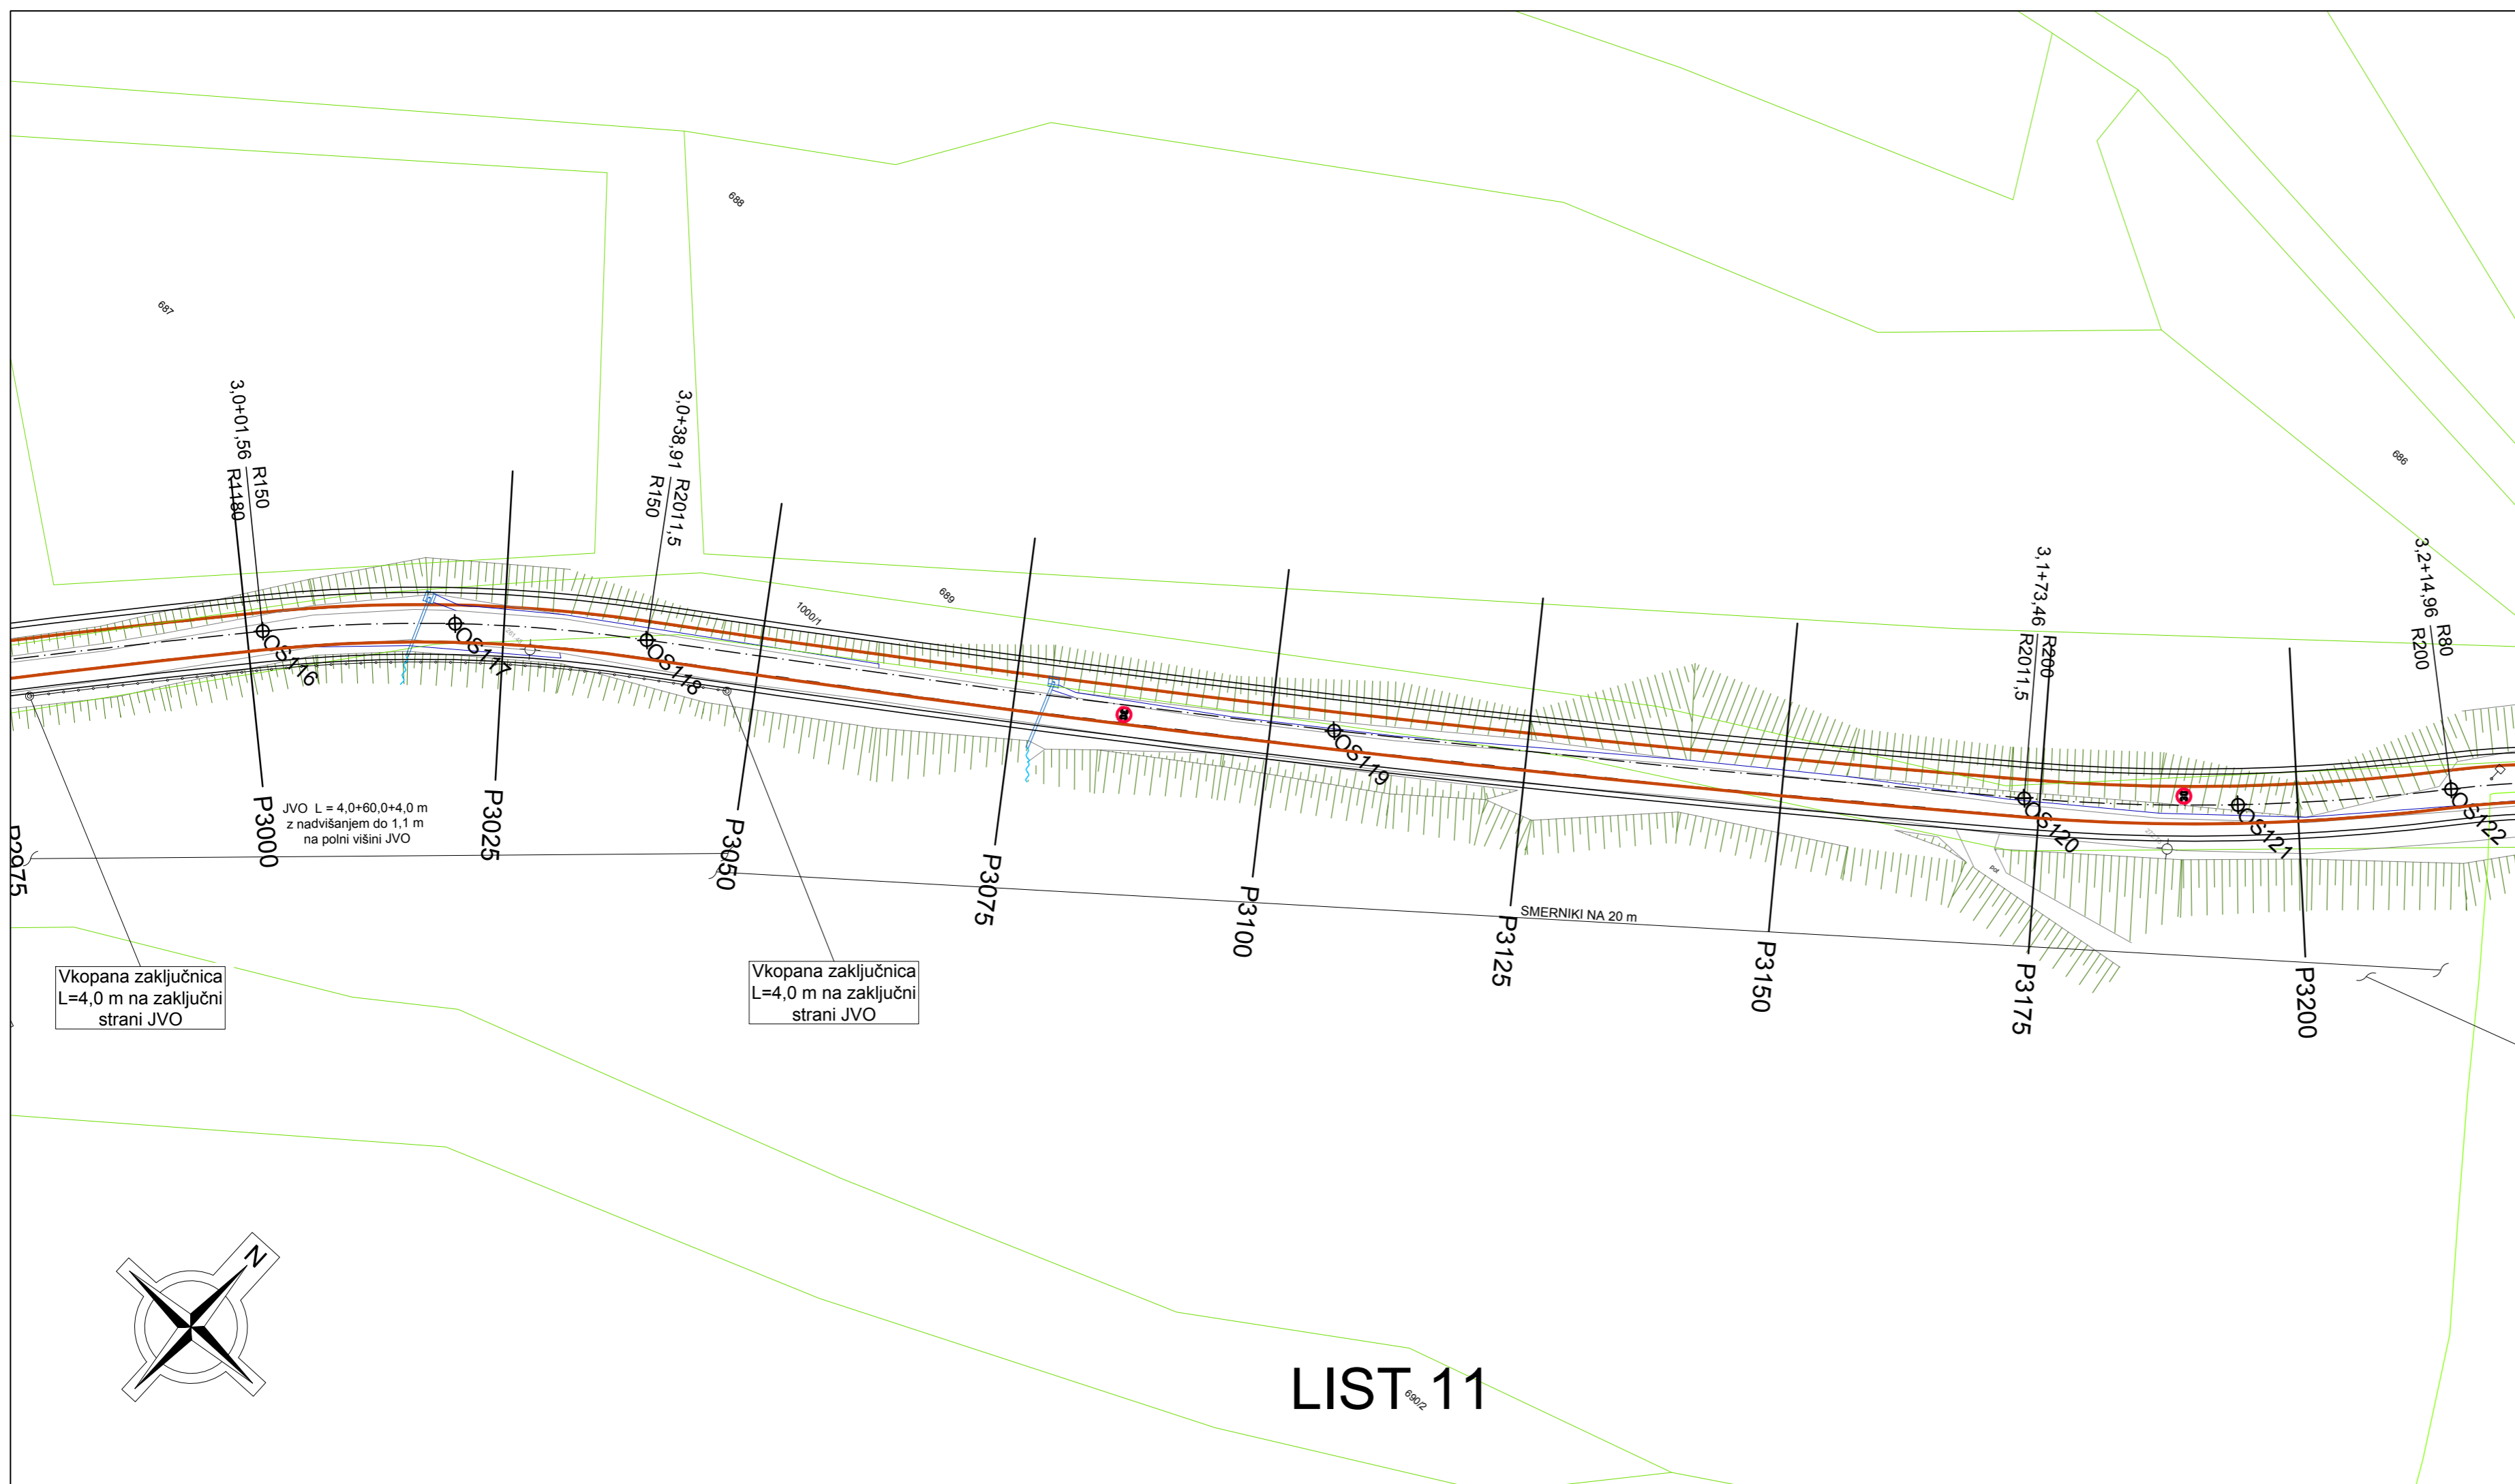 688
687
686
689
1000/1
3,0+01,56 R150
R1180
3,0+38,91 R2011,5
R150
3,1+73,46 R200
R2011,5
3,2+14,96 R80
R200
OS116
OS117
OS118
OS119
OS120
OS121
OS122
pot
P2975
P3000
P3025
P3050
P3075
P3100
P3125
P3150
P3175
P3200
JVO L = 4,0+60,0+4,0 m
z nadvišanjem do 1,1 m
na polni višini JVO
SMERNIKI NA 20 m
Vkopana zaključnica
L=4,0 m na zaključni
strani JVO
Vkopana zaključnica
L=4,0 m na zaključni
strani JVO
N
LIST 11
690/2